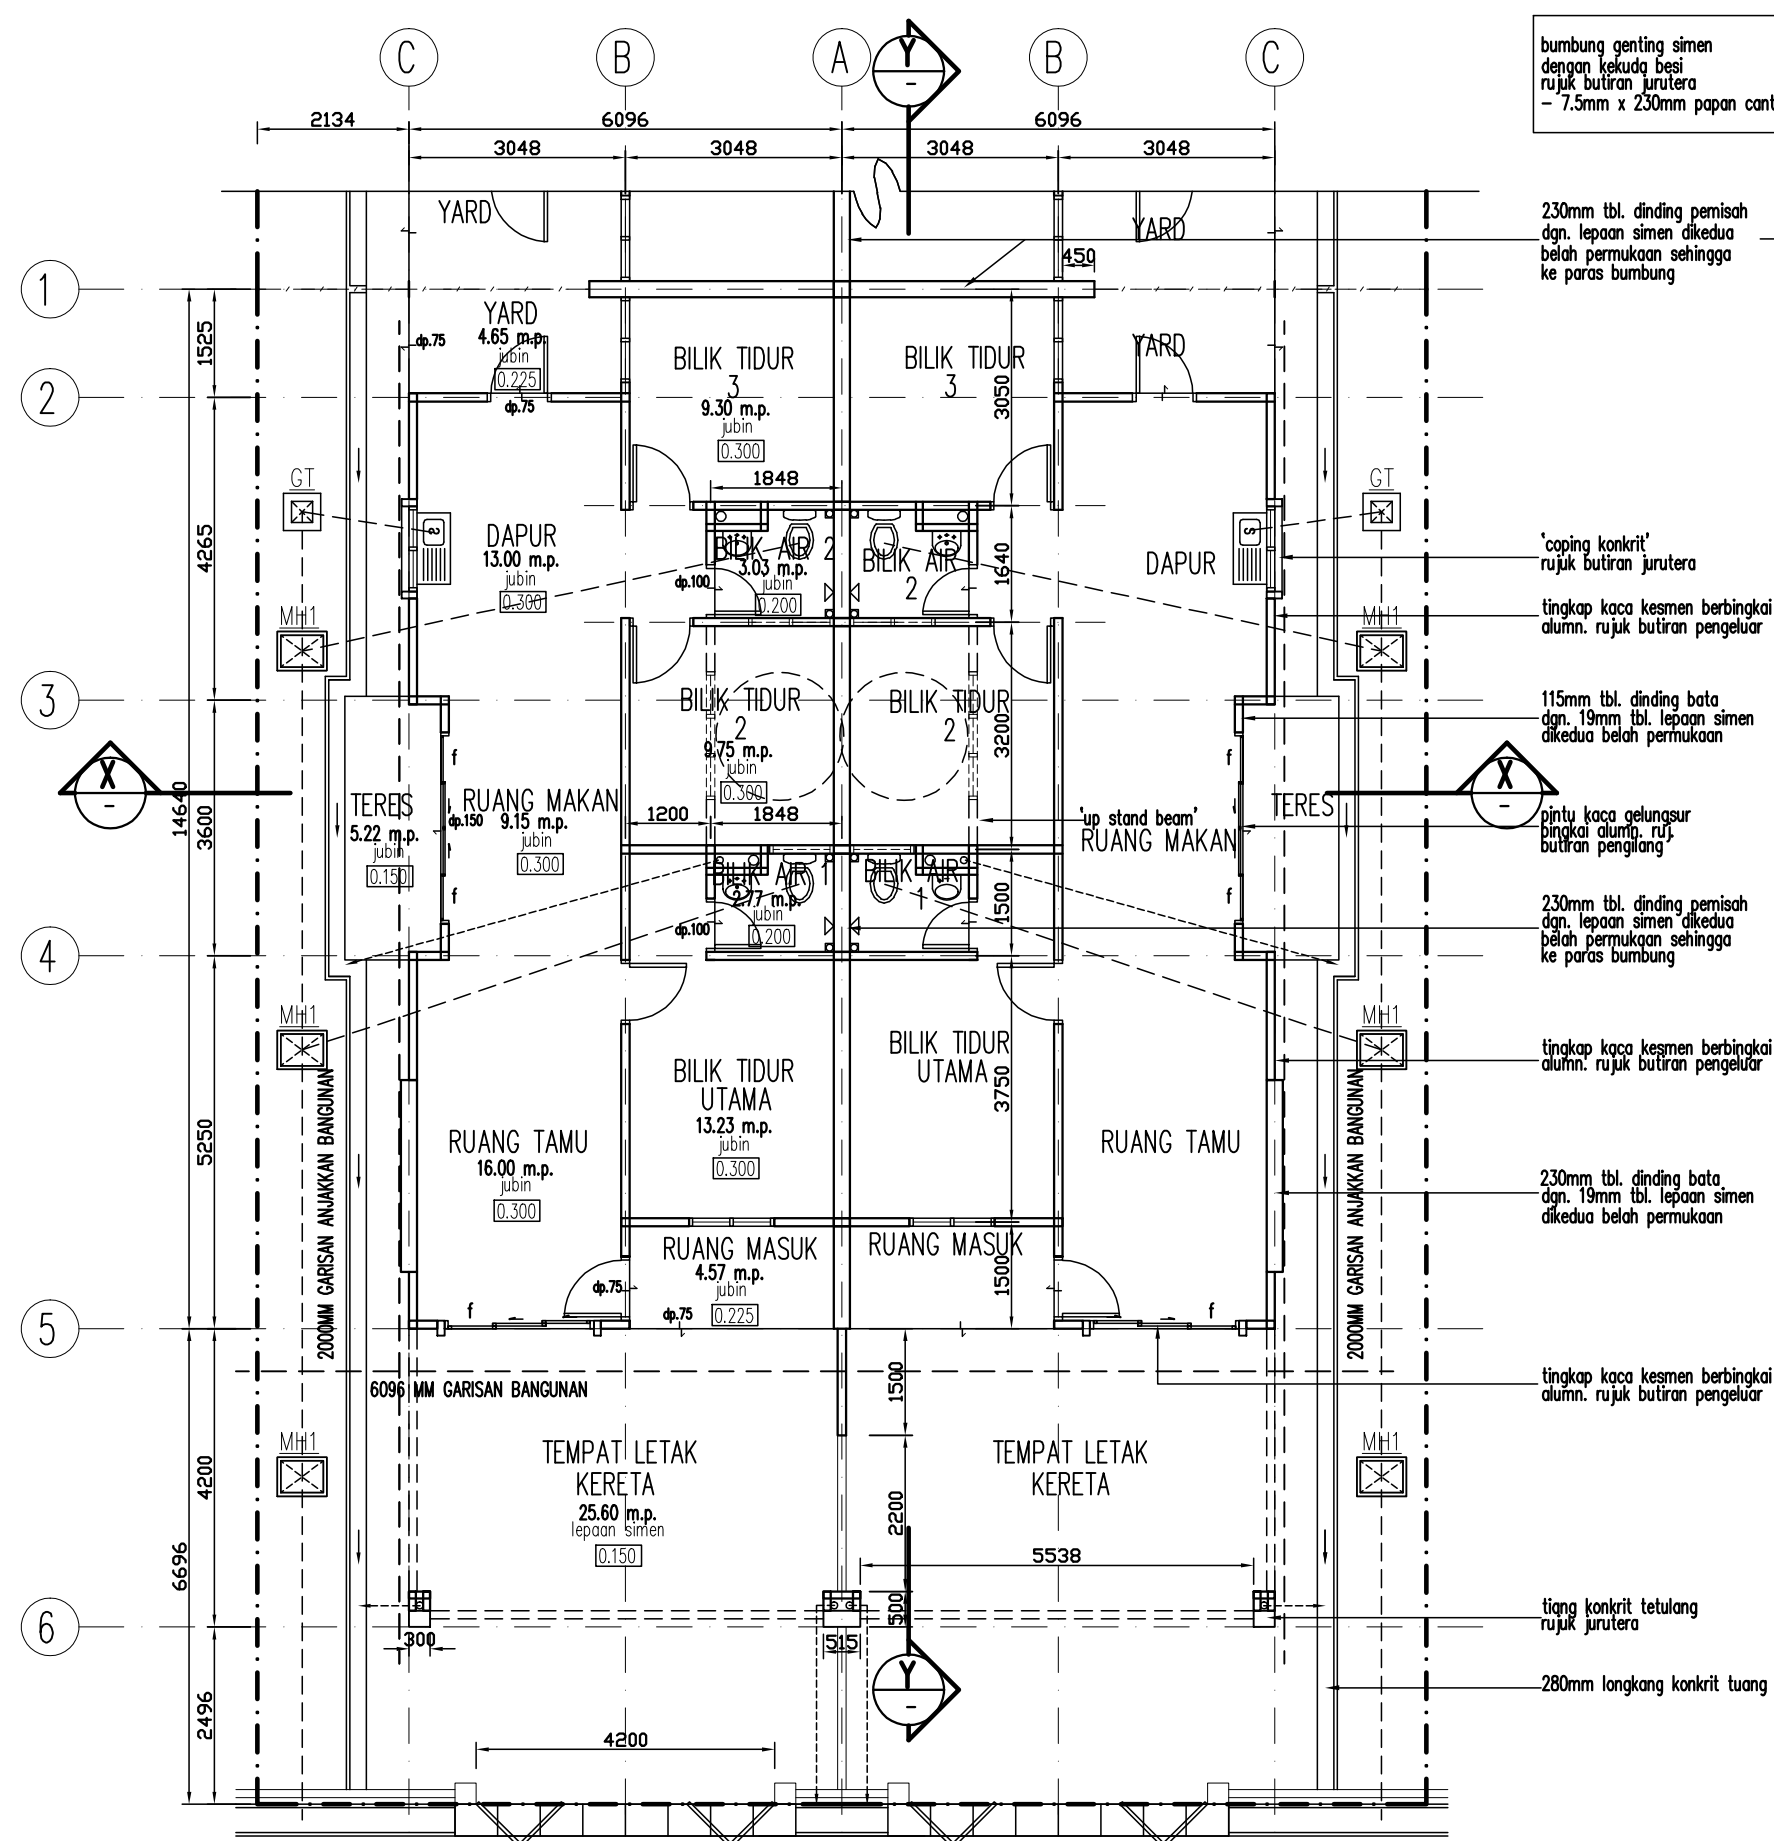 C
B
A
B
C
Y
-
bumbung genting simen
dengan kekuda besi
rujuk butiran jurutera
- 7.5mm x 230mm papan cant
2134
6096
6096
3048
3048
3048
3048
YARD
YARD
230mm tbl. dinding pemisah
dgn. lepaan simen dikedua
belah permukaan sehingga
ke paras bumbung
450
1
YARD
4.65 m.p.
jubin
0.225
dp.75
dp.75
YARD
1525
BILIK TIDUR
3
9.30 m.p.
jubin
0.300
BILIK TIDUR
3
3050
2
1848
GT
GT
4265
DAPUR
13.00 m.p.
jubin
0.300
BILIK AIR 2
3.03 m.p.
jubin
0.200
dp.100
BILIK AIR
2
1640
DAPUR
'coping konkrit'
rujuk butiran jurutera
MH1
MH1
tingkap kaca kesmen berbingkai
alumn. rujuk butiran pengeluar
3
BILIK TIDUR
2
9.75 m.p.
jubin
0.300
BILIK TIDUR
2
3200
115mm tbl. dinding bata
dgn. 19mm tbl. lepaan simen
dikedua belah permukaan
f
f
X
-
X
-
14640
3600
TERES
5.22 m.p.
jubin
0.150
dp.150
RUANG MAKAN
9.15 m.p.
jubin
0.300
1200
1848
'up stand beam'
RUANG MAKAN
TERES
pintu kaca gelungsur
bingkai alumn. ruj.
butiran pengilang
f
f
BILIK AIR 1
2.77 m.p.
jubin
0.200
dp.100
BILIK AIR
1
1500
230mm tbl. dinding pemisah
dgn. lepaan simen dikedua
belah permukaan sehingga
ke paras bumbung
4
MH1
MH1
2000MM GARISAN ANJAKKAN BANGUNAN
2000MM GARISAN ANJAKKAN BANGUNAN
5250
BILIK TIDUR
UTAMA
13.23 m.p.
jubin
0.300
BILIK TIDUR
UTAMA
3750
tingkap kaca kesmen berbingkai
alumn. rujuk butiran pengeluar
RUANG TAMU
16.00 m.p.
jubin
0.300
RUANG TAMU
230mm tbl. dinding bata
dgn. 19mm tbl. lepaan simen
dikedua belah permukaan
RUANG MASUK
4.57 m.p.
jubin
0.225
dp.75
dp.75
RUANG MASUK
1500
f
f
5
6096 MM GARISAN BANGUNAN
1500
tingkap kaca kesmen berbingkai
alumn. rujuk butiran pengeluar
MH1
MH1
4200
6696
TEMPAT LETAK
KERETA
25.60 m.p.
lepaan simen
0.150
TEMPAT LETAK
KERETA
2200
5538
500
6
300
515
tiang konkrit tetulang
rujuk jurutera
Y
-
280mm longkang konkrit tuang
2496
4200